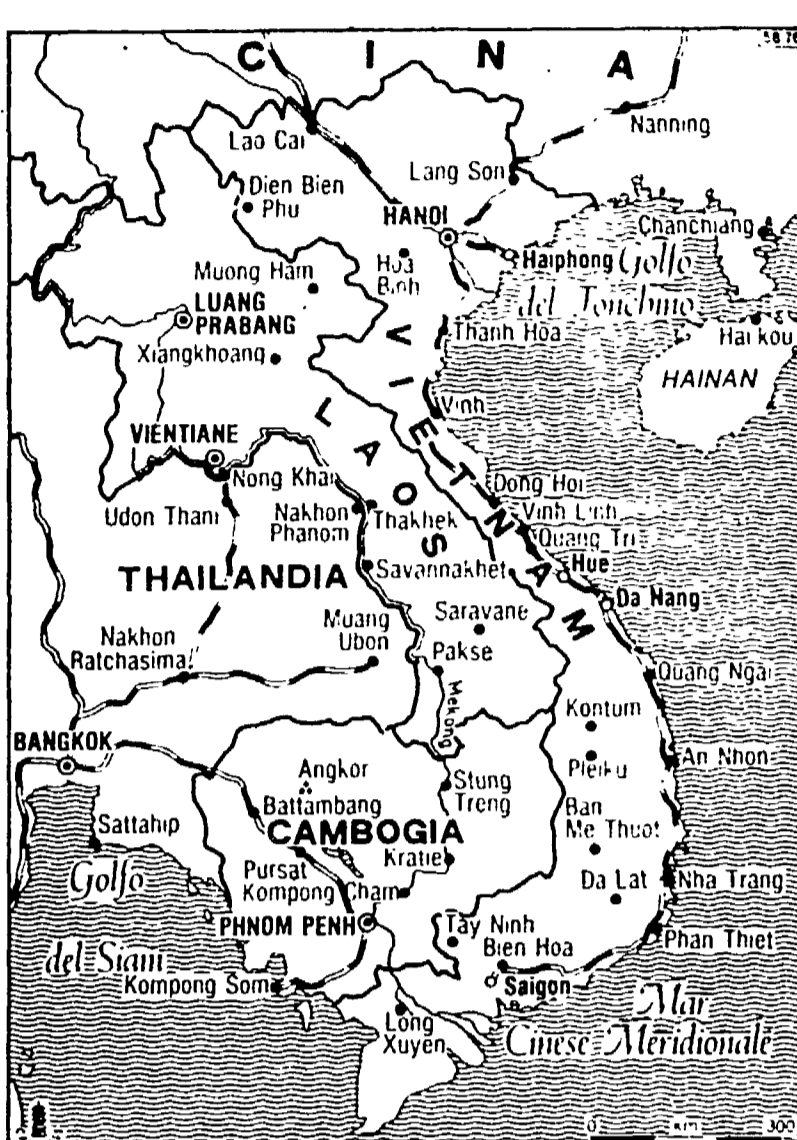 CINA
Nanning
Lao Cai
Lang Son
Dien Bien
Phu
HANOI
Chanchiang
Haiphong
Golfo
del Tonchino
Hoa
Binh
Muong Ham
LUANG
PRABANG
Thanh Hoa
Haikou
Xiangkhoang
HAINAN
Vinh
VIETNAM
LAOS
VIENTIANE
Nong Khai
Dong Hoi
Udon Thani
Nakhon
Phanom
Thakhek
Vinh Linh
Quang Tri
Hue
THAILANDIA
Savannakhet
Da Nang
Muang
Ubon
Saravane
Nakhon
Ratchasima
Pakse
Quang Ngai
Mekong
Kontum
BANGKOK
An Nhon
Pleiku
Angkor
Stung
Treng
Battambang
Ban
Me Thuot
Sattahip
CAMBOGIA
Kratie
Pursat
Da Lat
Nha Trang
Golfo
del Siam
Kompong Cham
PHNOM PENH
Tay Ninh
Phan Thiet
Bien Hoa
Kompong Som
Saigon
Mar
Cinese Meridionale
Long
Xuyen
0 km 300